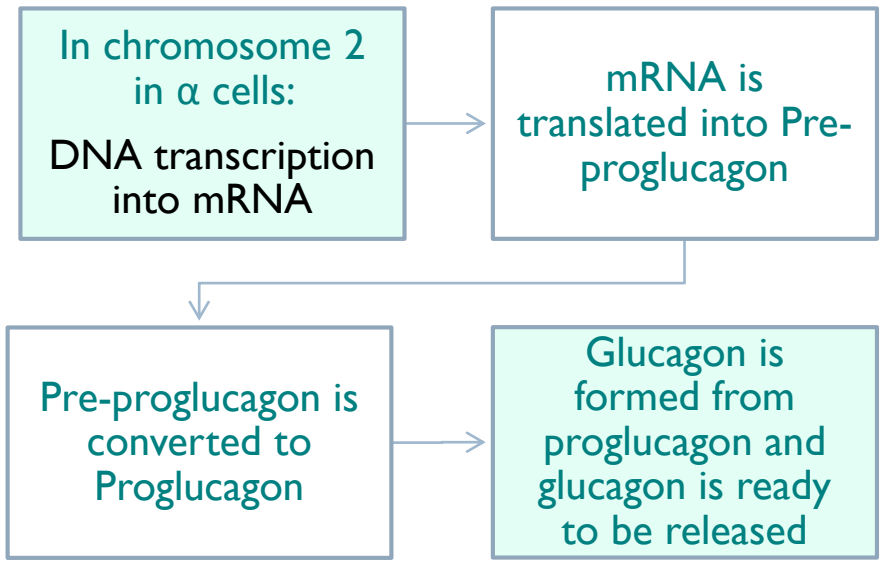 In chromosome 2
in α cells:
DNA transcription
into mRNA
mRNA is
translated into Pre-
proglucagon
Pre-proglucagon is
converted to
Proglucagon
Glucagon is
formed from
proglucagon and
glucagon is ready
to be released